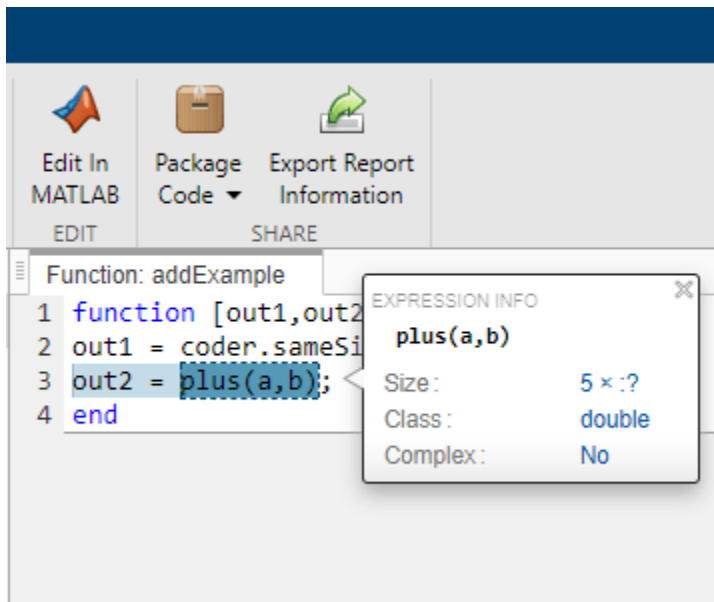 Edit In
MATLAB
Package
Code
Export Report
Information
EDIT
SHARE
Function: addExample
1 function [out1,out2
2 out1 = coder.sameSi
3 out2 = plus(a,b);
4 end
EXPRESSION INFO
plus(a,b)
Size: 5 × :?
Class: double
Complex: No